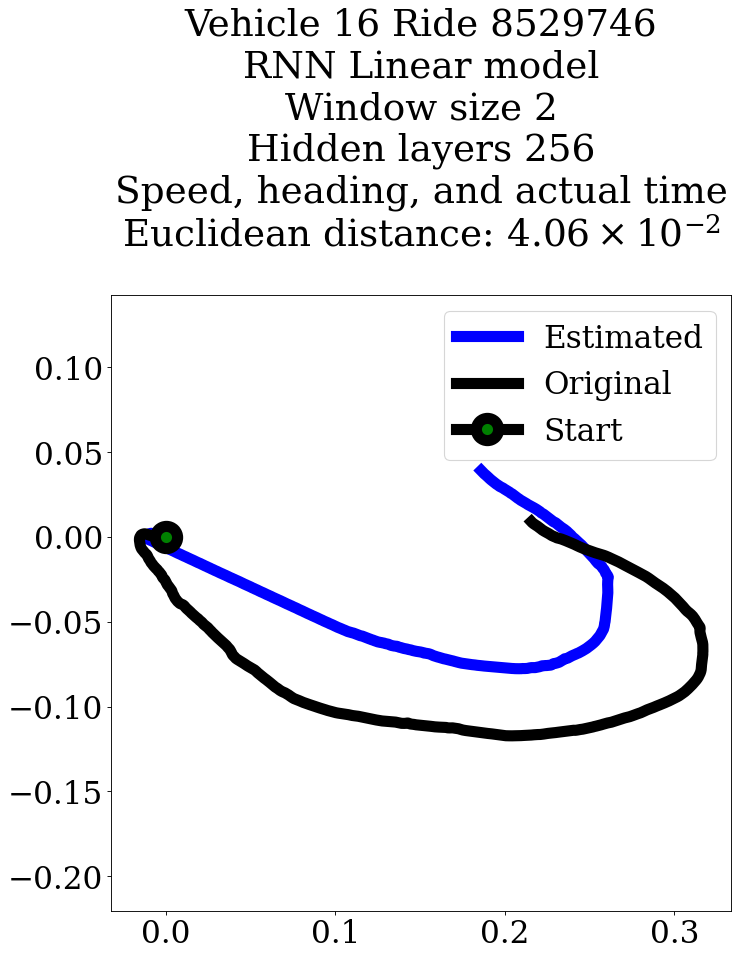 Vehicle 16 Ride 8529746
RNN Linear model
Window size 2
Hidden layers 256
Speed, heading, and actual time
Euclidean distance: 4.06 × 10⁻²
Estimated
Original
Start
0.10
0.05
0.00
−0.05
−0.10
−0.15
−0.20
0.0 0.1 0.2 0.3